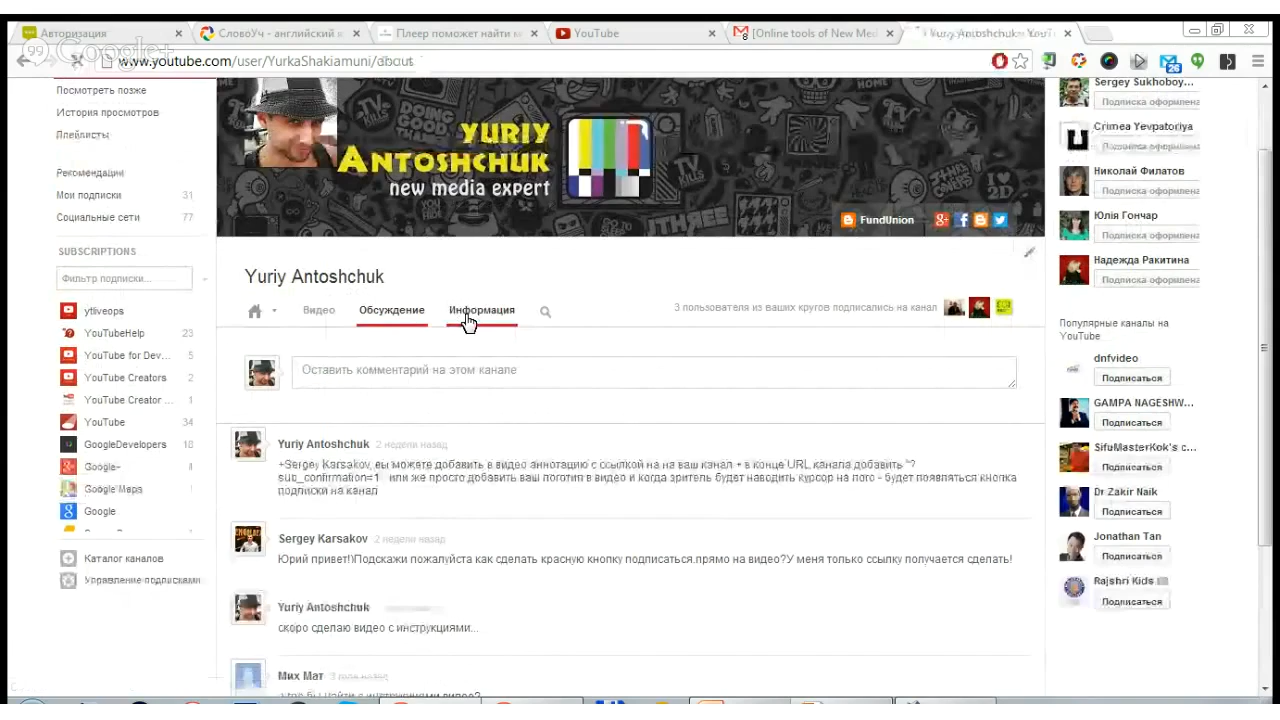 Авторизация
СловоУч - английский
Плеер поможет найти
YouTube
[Online tools of New Med
Yuriy Antoshchuk - YouT
99 Google+
www.youtube.com/user/YurkaShakiamuni/about
26
Посмотреть позже
История просмотров
Плейлисты
Рекомендации
Мои подписки 31
Социальные сети 77
SUBSCRIPTIONS
Фильтр подписки...
ytliveops
YouTubeHelp 23
YouTube for Dev... 5
YouTube Creators 2
YouTube Creator ... 1
YouTube 34
GoogleDevelopers 18
Google+
Google Maps
Google
Каталог каналов
Управление подписками
YURIY
ANTOSHCHUK
new media expert
FundUnion
Yuriy Antoshchuk
Видео Обсуждение Информация
3 пользователя из ваших кругов подписались на канал
Оставить комментарий на этом канале
Yuriy Antoshchuk 2 недели назад
+Sergey Karsakov, вы можете добавить в видео аннотацию с ссылкой на на ваш канал + в конце URL канала добавить "?
sub_confirmation=1 или же просто добавить ваш логотип в видео и когда зритель будет наводить курсор на лого - будет появляться кнопка
подписки на канал
Sergey Karsakov 2 недели назад
Юрий привет!)Подскажи пожалуйста как сделать красную кнопку подписаться.прямо на видео?У меня только ссылку получается сделать!
Yuriy Antoshchuk
скоро сделаю видео с инструкциями...
Мих Мат
Sergey Sukhoboy...
Подписка оформлена
Crimea Yevpatoriya
Подписка оформлена
Николай Филатов
Подписка оформлена
Юлія Гончар
Подписка оформлена
Надежда Ракитина
Подписка оформлена
Популярные каналы на
YouTube
dnfvideo
Подписаться
GAMPA NAGESHW...
Подписаться
SifuMasterKok's c...
Подписаться
Dr Zakir Naik
Подписаться
Jonathan Tan
Подписаться
Rajshri Kids
Подписаться